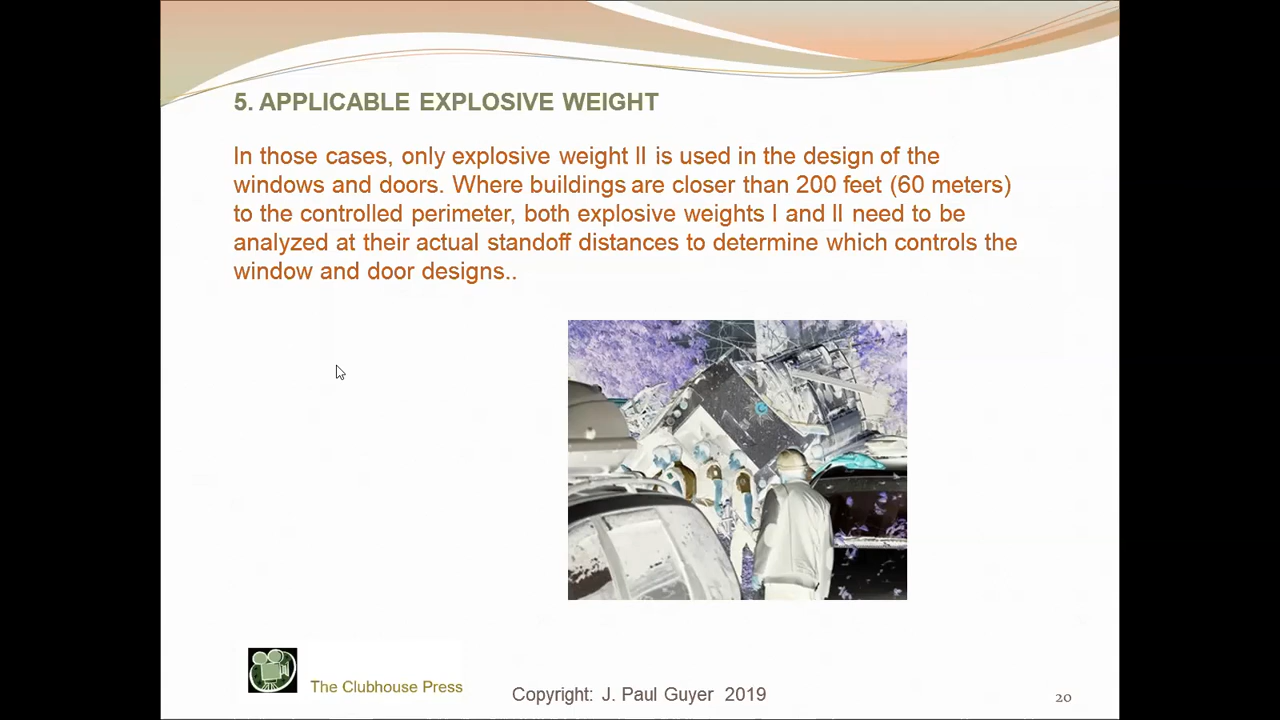 5. APPLICABLE EXPLOSIVE WEIGHT
In those cases, only explosive weight II is used in the design of the
windows and doors. Where buildings are closer than 200 feet (60 meters)
to the controlled perimeter, both explosive weights I and II need to be
analyzed at their actual standoff distances to determine which controls the
window and door designs..
The Clubhouse Press
Copyright: J. Paul Guyer 2019
20